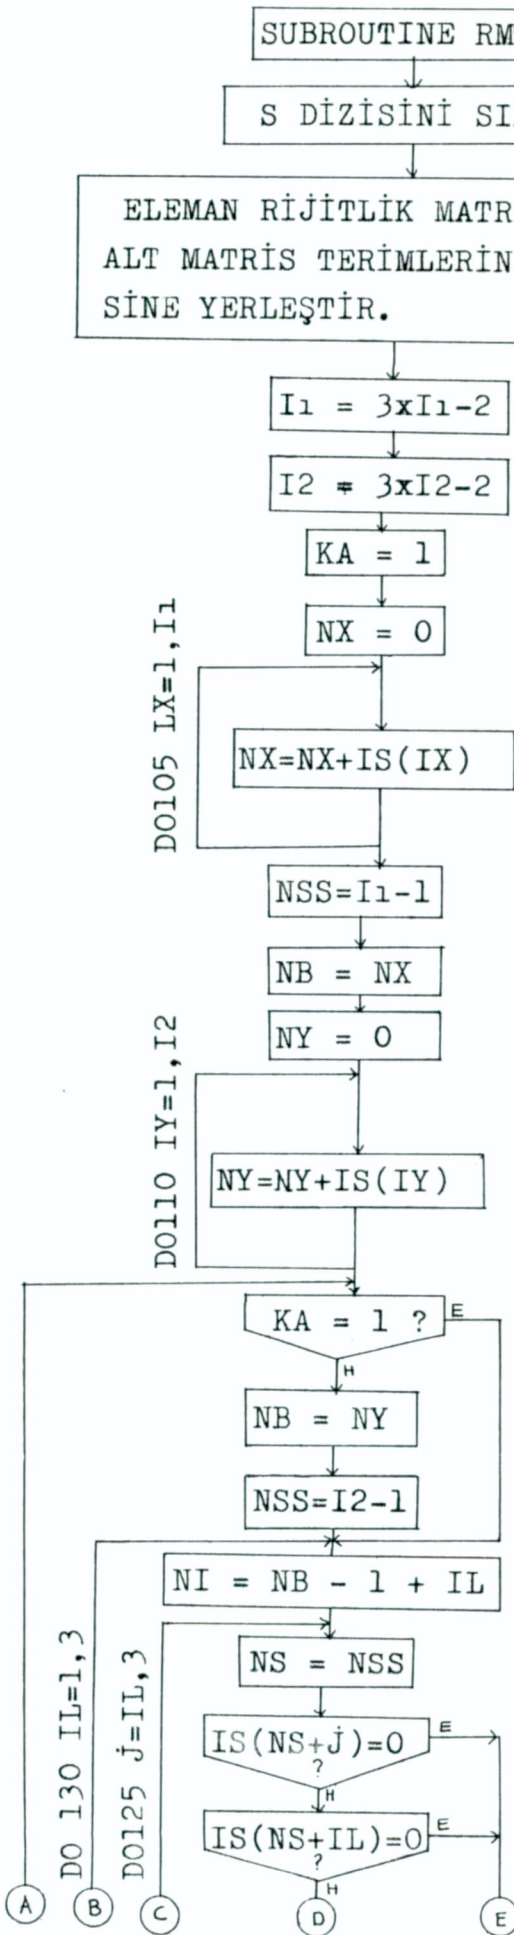 SUBROUTINE RM
S DİZİSİNİ
ELEMAN RİJİTLİK MATR
ALT MATRİS TERİMLERİN
SİNE YERLEŞTİR.
I1 = 3xI1-2
I2 = 3xI2-2
KA = 1
NX = 0
DO105 LX=1,I1
NX=NX+IS(IX)
NSS=I1-1
NB = NX
NY = 0
DO110 IY=1,I2
NY=NY+IS(IY)
KA = 1 ?
E
H
NB = NY
NSS=I2-1
NI = NB - 1 + IL
DO 130 IL=1,3
DO125 j=IL,3
NS = NSS
IS(NS+j)=0
?
E
H
IS(NS+IL)=0
?
E
H
A
B
C
D
E